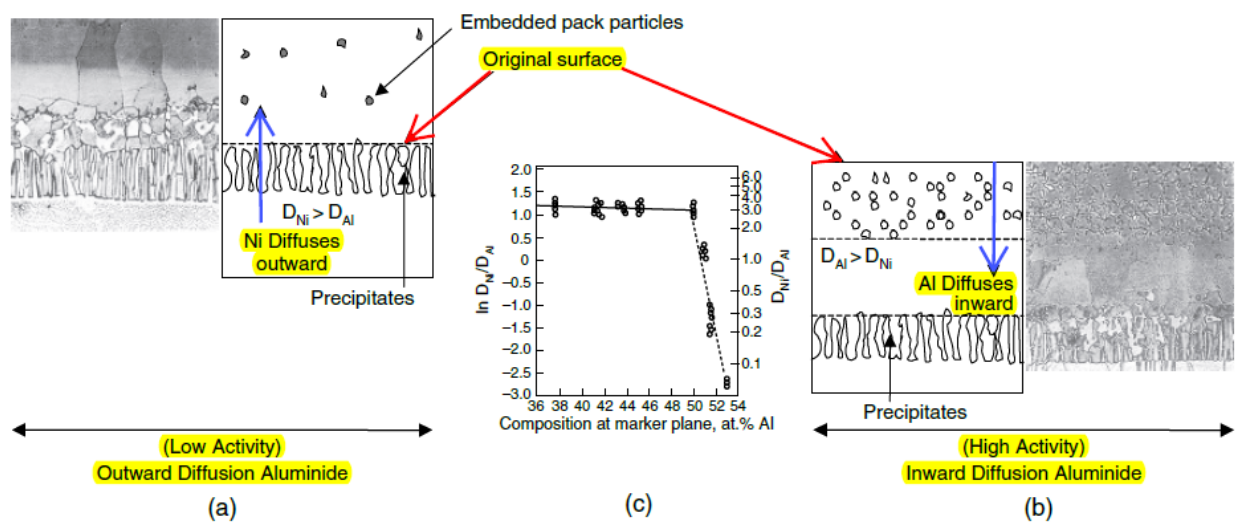 Embedded pack particles
Original surface
D_Ni > D_Al
Ni Diffuses
outward
Precipitates
(Low Activity)
Outward Diffusion Aluminide
(a)
2.0
1.5
1.0
0.5
0
−0.5
−1.0
−1.5
−2.0
−2.5
−3.0
ln D_Ni/D_Al
6.0
5.0
4.0
3.0
2.0
1.0
0.5
0.3
0.2
0.1
D_Ni/D_Al
36 38 40 42 44 46 48 50 52 54
Composition at marker plane, at.% Al
(c)
D_Al > D_Ni
Al Diffuses
inward
Precipitates
(High Activity)
Inward Diffusion Aluminide
(b)